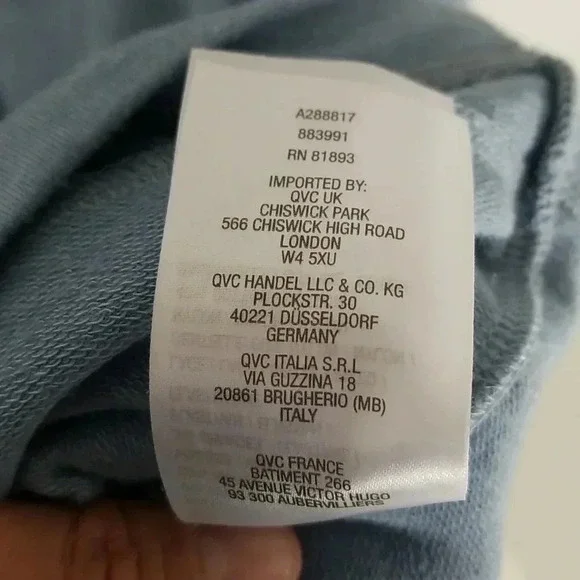 A288817
883991
RN 81893
IMPORTED BY:
QVC UK
CHISWICK PARK
566 CHISWICK HIGH ROAD
LONDON
W4 5XU
QVC HANDEL LLC & CO. KG
PLOCKSTR. 30
40221 DÜSSELDORF
GERMANY
QVC ITALIA S.R.L
VIA GUZZINA 18
20861 BRUGHERIO (MB)
ITALY
QVC FRANCE
BATIMENT 266
45 AVENUE VICTOR HUGO
93 300 AUBERVILLIERS